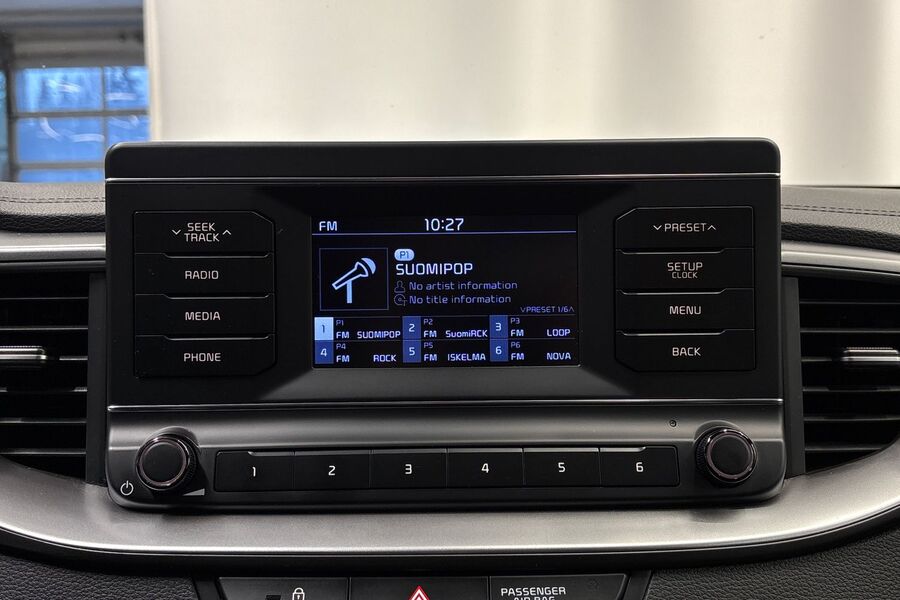 SEEK
TRACK
RADIO
MEDIA
PHONE
FM 10:27
P1
SUOMIPOP
No artist information
No title information
PRESET 1/6
1 P1 FM SUOMIPOP 2 P2 FM SuomiRCK 3 P3 FM LOOP
4 P4 FM ROCK 5 P5 FM ISKELMA 6 P6 FM NOVA
PRESET
SETUP
CLOCK
MENU
BACK
1 2 3 4 5 6
PASSENGER
AIR BAG